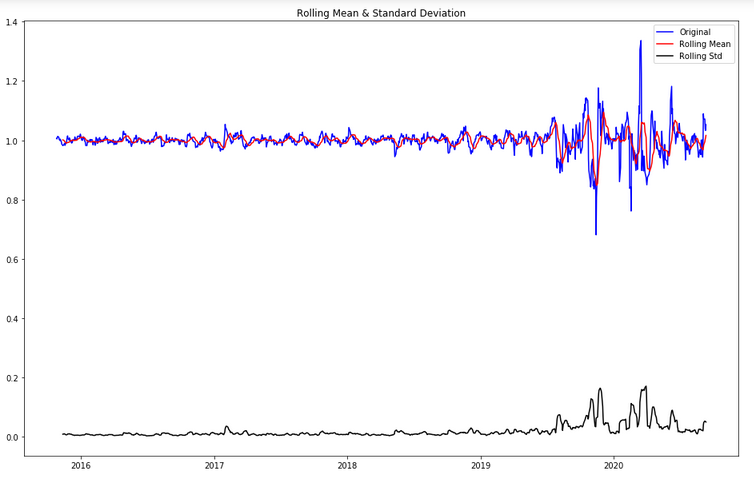 Rolling Mean & Standard Deviation
Original
Rolling Mean
Rolling Std
1.4
1.2
1.0
0.8
0.6
0.4
0.2
0.0
2016 2017 2018 2019 2020